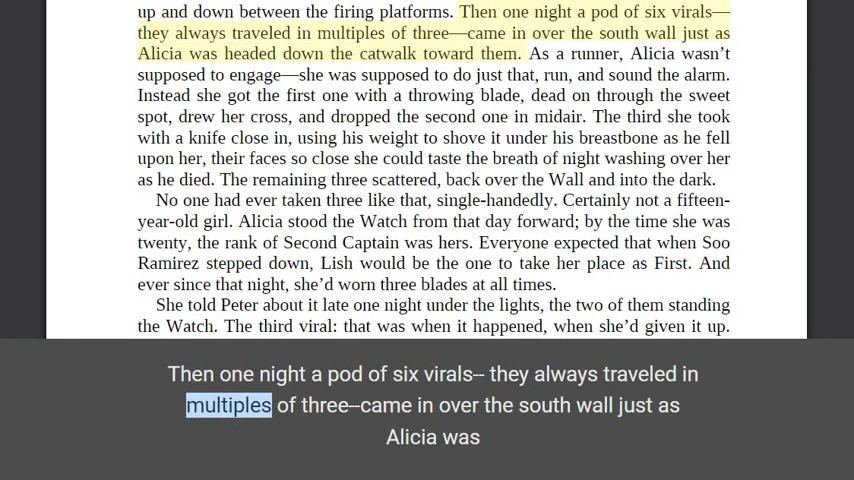 up and down between the firing platforms. Then one night a pod of six virals—
they always traveled in multiples of three—came in over the south wall just as
Alicia was headed down the catwalk toward them. As a runner, Alicia wasn’t
supposed to engage—she was supposed to do just that, run, and sound the alarm.
Instead she got the first one with a throwing blade, dead on through the sweet
spot, drew her cross, and dropped the second one in midair. The third she took
with a knife close in, using his weight to shove it under his breastbone as he fell
upon her, their faces so close she could taste the breath of night washing over her
as he died. The remaining three scattered, back over the Wall and into the dark.
No one had ever taken three like that, single-handedly. Certainly not a fifteen-
year-old girl. Alicia stood the Watch from that day forward; by the time she was
twenty, the rank of Second Captain was hers. Everyone expected that when Soo
Ramirez stepped down, Lish would be the one to take her place as First. And
ever since that night, she’d worn three blades at all times.
She told Peter about it late one night under the lights, the two of them standing
the Watch. The third viral: that was when it happened, when she’d given it up.
Then one night a pod of six virals-- they always traveled in
multiples of three--came in over the south wall just as
Alicia was